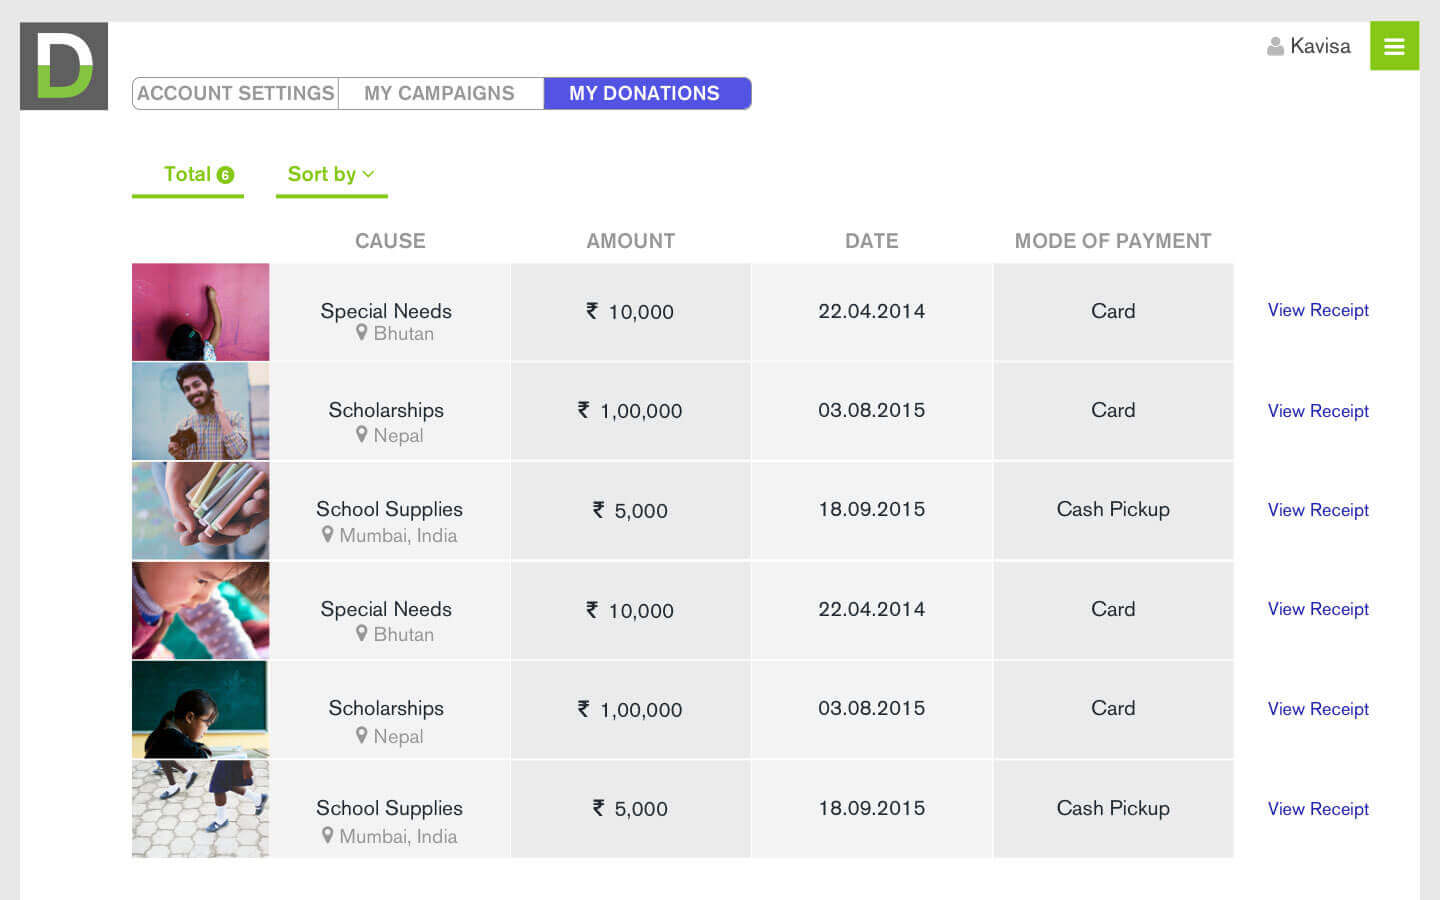 D
Kavisa
ACCOUNT SETTINGS MY CAMPAIGNS MY DONATIONS
Total 6 Sort by
CAUSE AMOUNT DATE MODE OF PAYMENT
Special Needs ₹ 10,000 22.04.2014 Card View Receipt
Bhutan
Scholarships ₹ 1,00,000 03.08.2015 Card View Receipt
Nepal
School Supplies ₹ 5,000 18.09.2015 Cash Pickup View Receipt
Mumbai, India
Special Needs ₹ 10,000 22.04.2014 Card View Receipt
Bhutan
Scholarships ₹ 1,00,000 03.08.2015 Card View Receipt
Nepal
School Supplies ₹ 5,000 18.09.2015 Cash Pickup View Receipt
Mumbai, India